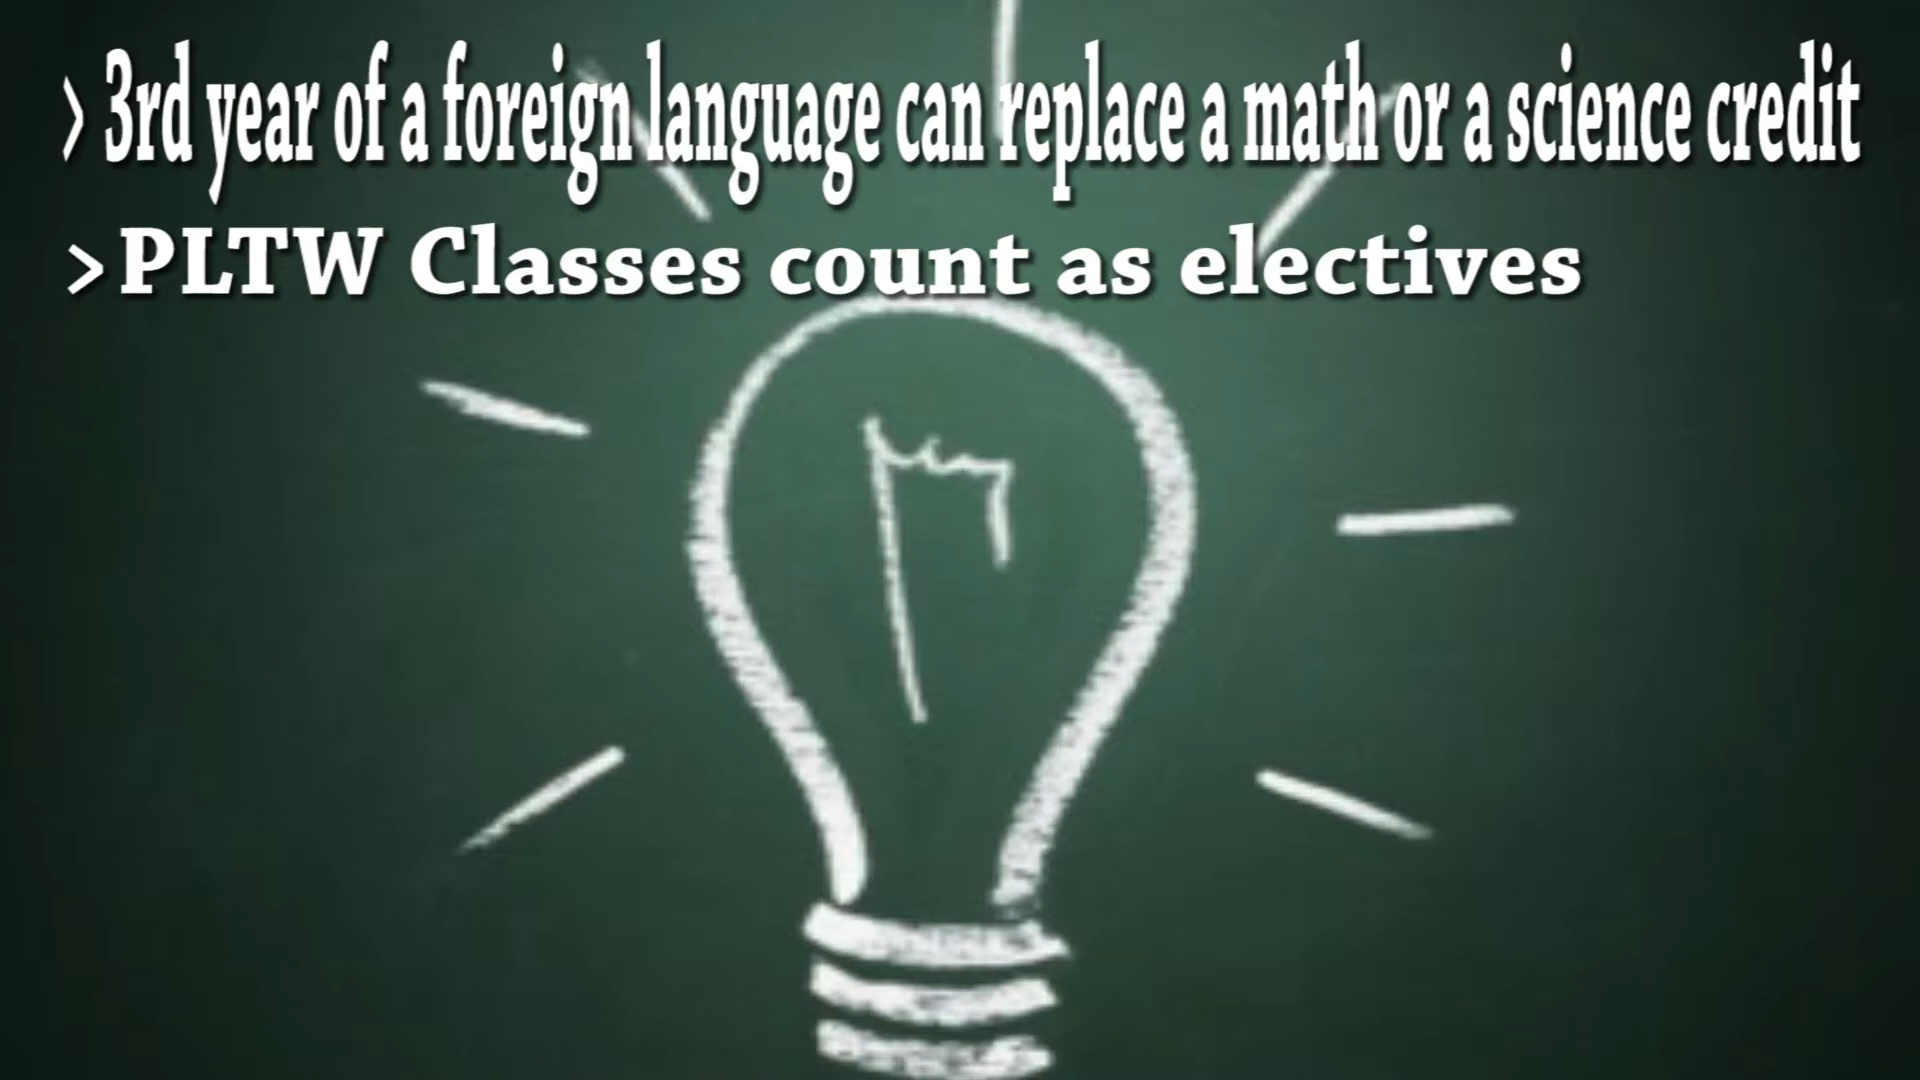 > 3rd year of a foreign language can replace a math or a science credit
> PLTW Classes count as electives